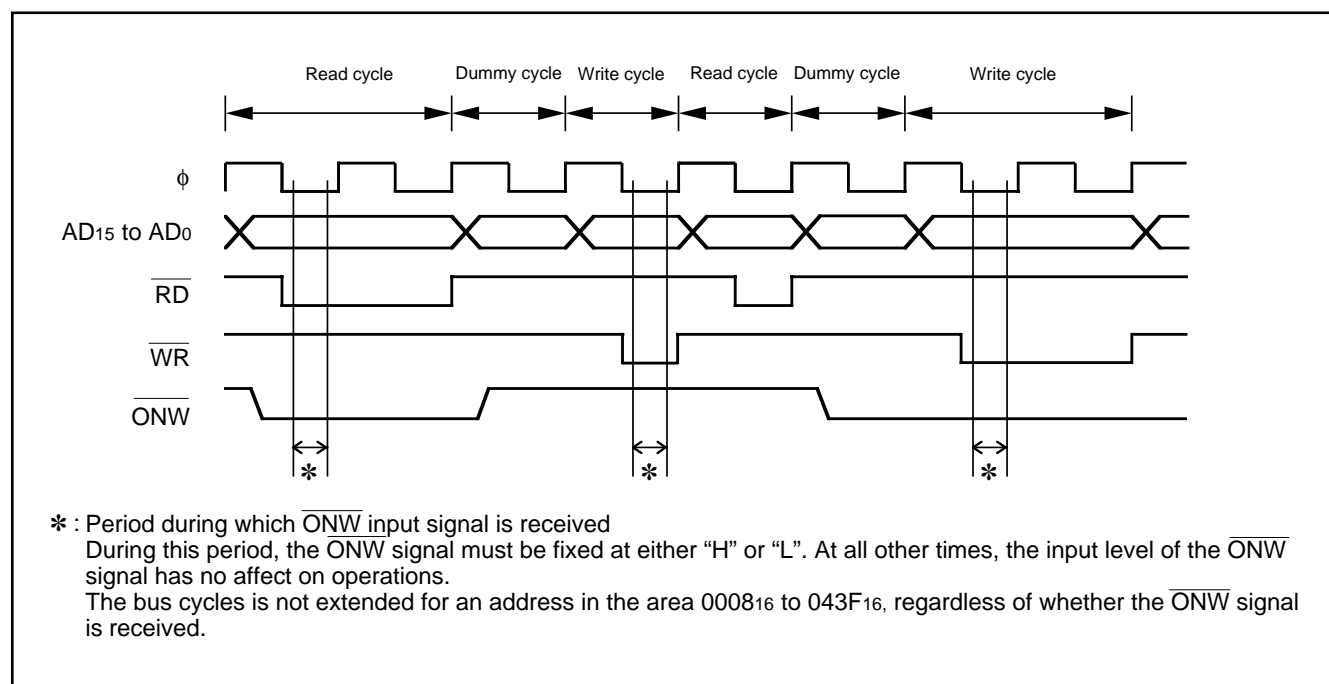 Read cycle Dummy cycle Write cycle Read cycle Dummy cycle Write cycle
ϕ
AD15 to AD0
RD
WR
ONW
✽ ✽ ✽
✽ : Period during which ONW input signal is received
During this period, the ONW signal must be fixed at either “H” or “L”. At all other times, the input level of the ONW
signal has no affect on operations.
The bus cycles is not extended for an address in the area 000816 to 043F16, regardless of whether the ONW signal
is received.